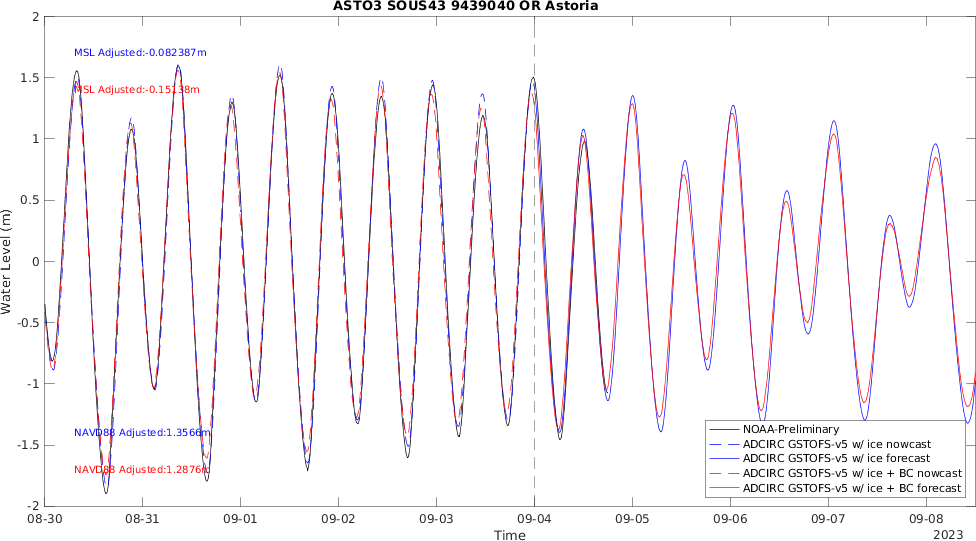 ASTO3 SOUS43 9439040 OR Astoria
2
1.5
1
0.5
0
-0.5
-1
-1.5
-2
Water Level (m)
MSL Adjusted:-0.082387m
MSL Adjusted:-0.15138m
NAVD88 Adjusted:1.3566m
NAVD88 Adjusted:1.2876m
NOAA-Preliminary
ADCIRC GSTOFS-v5 w/ ice nowcast
ADCIRC GSTOFS-v5 w/ ice forecast
ADCIRC GSTOFS-v5 w/ ice + BC nowcast
ADCIRC GSTOFS-v5 w/ ice + BC forecast
08-30 08-31 09-01 09-02 09-03 09-04 09-05 09-06 09-07 09-08
Time
2023